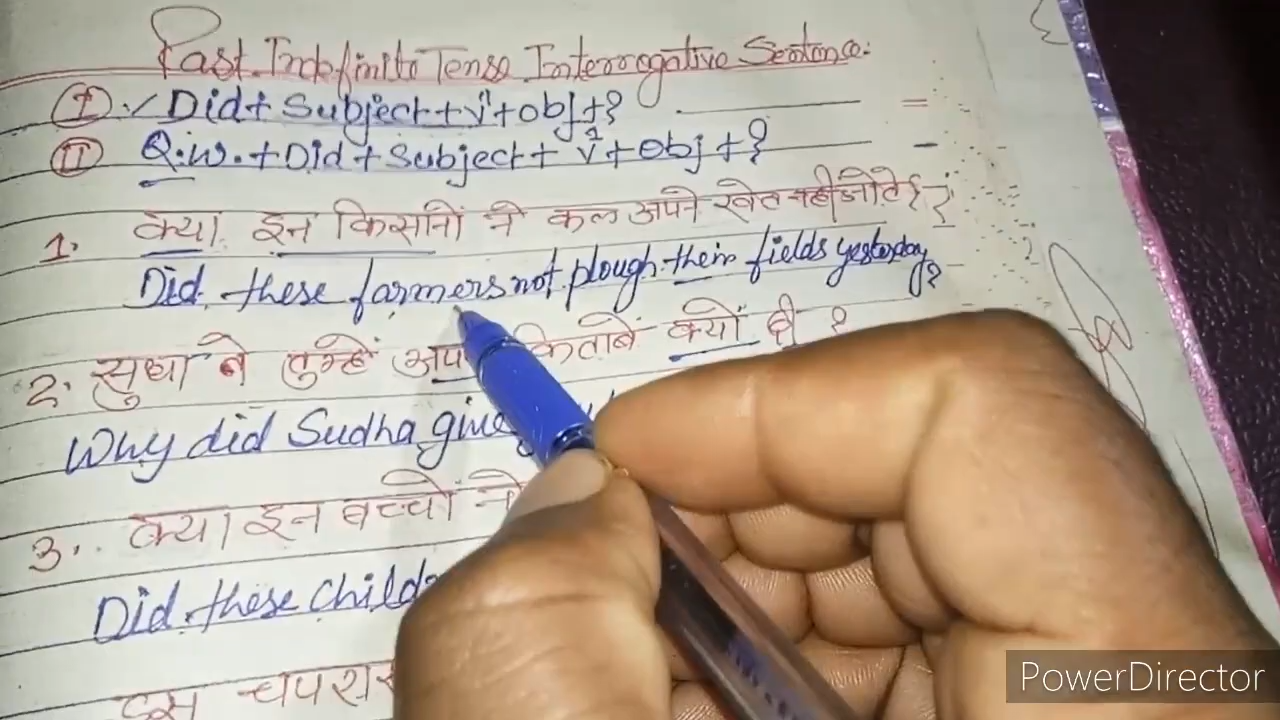 Past Indefinite Tense Interrogative Sentence:
I Did + Subject + V¹ + obj + ?
II Q.W. + Did + Subject + V¹ + Obj + ?
1. क्या इन किसानों ने कल अपने खेत नहीं जोते ?
Did these farmers not plough their fields yesterday ?
2. सुधा ने तुम्हें किताबें क्यों दी ?
Why did Sudha give
3. क्या इन बच्चों ने
Did these
इस
PowerDirector